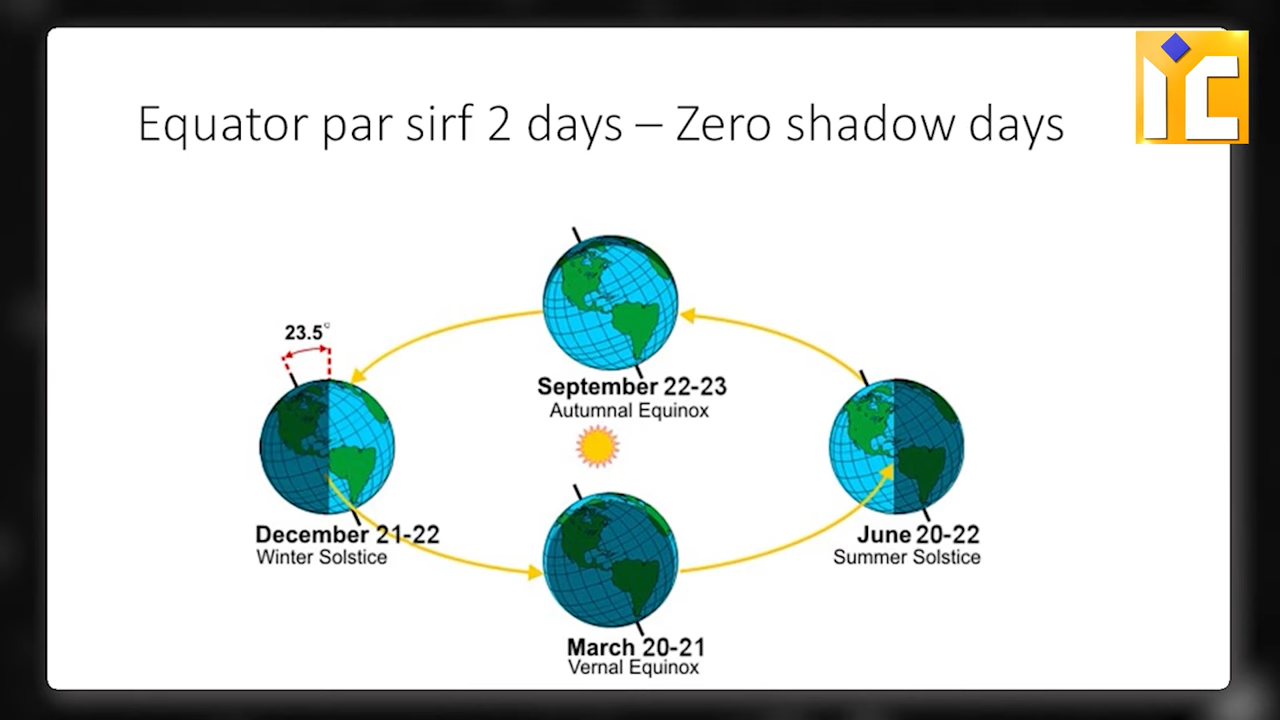 Equator par sirf 2 days – Zero shadow days
IYC
23.5°
September 22-23
Autumnal Equinox
December 21-22
Winter Solstice
June 20-22
Summer Solstice
March 20-21
Vernal Equinox